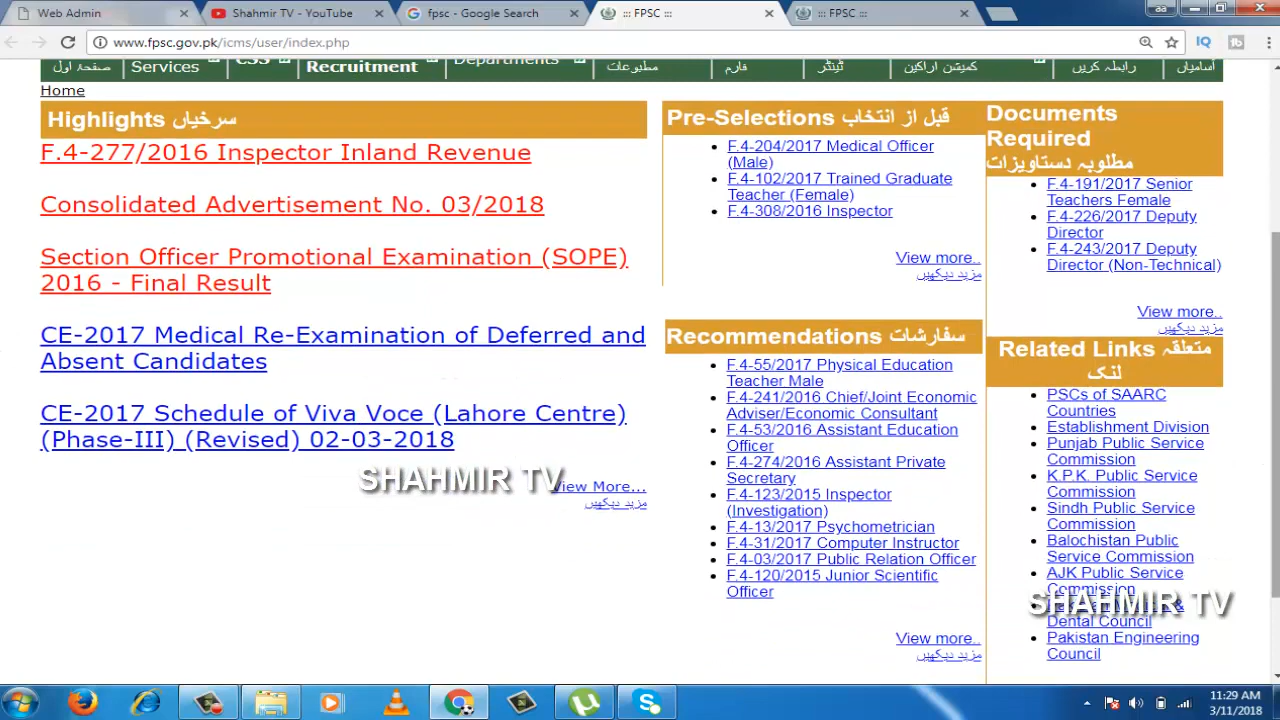 Web Admin
Shahmir TV - YouTube
fpsc - Google Search
::: FPSC :::
::: FPSC :::
aa
www.fpsc.gov.pk/icms/user/index.php
صفحۂ اول
Services
CSS
Recruitment
Departments
مطبوعات
فارم
ٹینڈر
کمیشن اراکین
رابطہ کریں
آسامیاں
Home
Highlights سرخیاں
F.4-277/2016 Inspector Inland Revenue
Consolidated Advertisement No. 03/2018
Section Officer Promotional Examination (SOPE)
2016 - Final Result
CE-2017 Medical Re-Examination of Deferred and
Absent Candidates
CE-2017 Schedule of Viva Voce (Lahore Centre)
(Phase-III) (Revised) 02-03-2018
SHAHMIR TV
View More...
مزید دیکھیں
Pre-Selections قبل از انتخاب
F.4-204/2017 Medical Officer
(Male)
F.4-102/2017 Trained Graduate
Teacher (Female)
F.4-308/2016 Inspector
View more..
مزید دیکھیں
Recommendations سفارشات
F.4-55/2017 Physical Education
Teacher Male
F.4-241/2016 Chief/Joint Economic
Adviser/Economic Consultant
F.4-53/2016 Assistant Education
Officer
F.4-274/2016 Assistant Private
Secretary
F.4-123/2015 Inspector
(Investigation)
F.4-13/2017 Psychometrician
F.4-31/2017 Computer Instructor
F.4-03/2017 Public Relation Officer
F.4-120/2015 Junior Scientific
Officer
View more..
مزید دیکھیں
Documents
Required
مطلوبہ دستاویزات
F.4-191/2017 Senior
Teachers Female
F.4-226/2017 Deputy
Director
F.4-243/2017 Deputy
Director (Non-Technical)
View more..
مزید دیکھیں
Related Links متعلقہ
لنک
PSCs of SAARC
Countries
Establishment Division
Punjab Public Service
Commission
K.P.K. Public Service
Commission
Sindh Public Service
Commission
Balochistan Public
Service Commission
AJK Public Service
Commission
SHAHMIR TV
&
Dental Council
Pakistan Engineering
Council
11:29 AM
3/11/2018